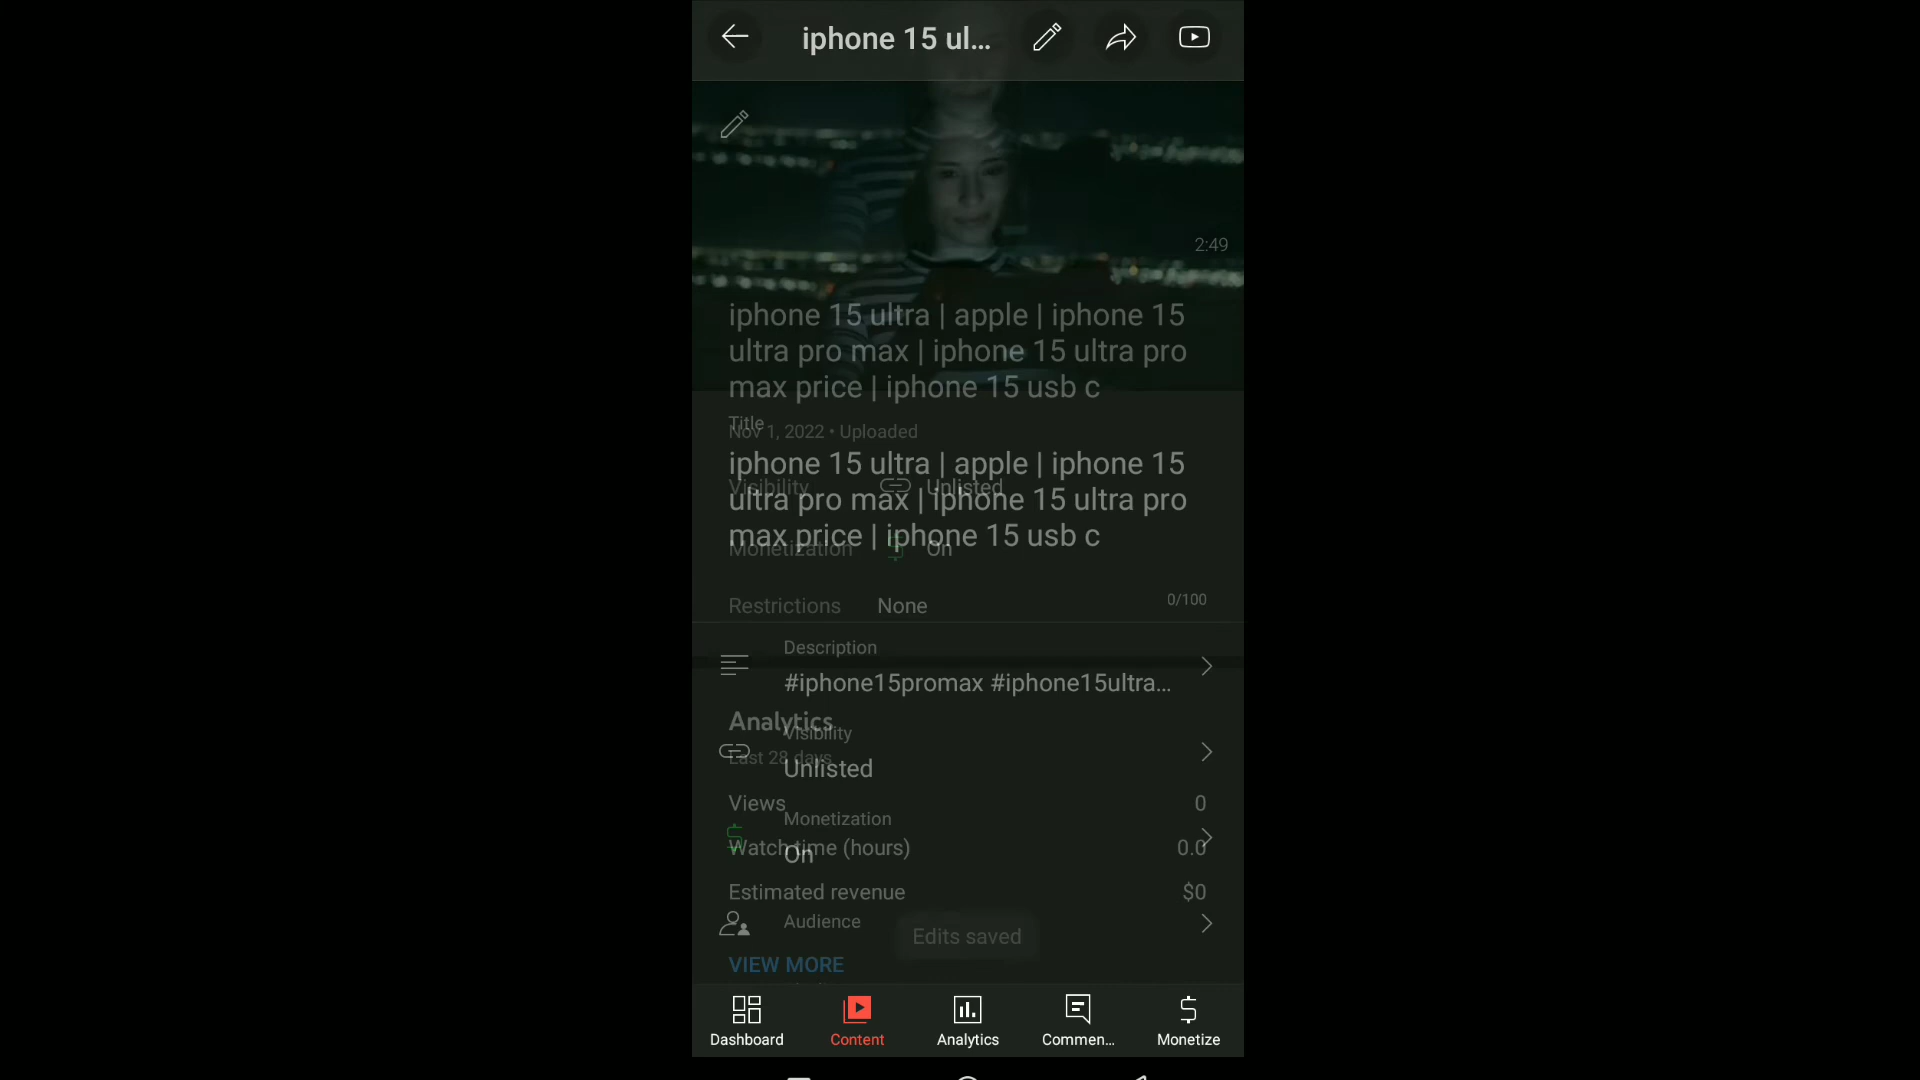 iphone 15 ul...
2:49
iphone 15 ultra | apple | iphone 15
ultra pro max | iphone 15 ultra pro
max price | iphone 15 usb c
Title
Nov 1, 2022 • Uploaded
iphone 15 ultra | apple | iphone 15
Visibility Unlisted
ultra pro max | iphone 15 ultra pro
max price | iphone 15 usb c
Monetization On
Restrictions None
0/100
Description
#iphone15promax #iphone15ultra...
Analytics
Visibility
Last 28 days
Unlisted
Views 0
Monetization
Watch time (hours) 0.0
On
Estimated revenue $0
Audience
Edits saved
VIEW MORE
Dashboard Content Analytics Commen... Monetize